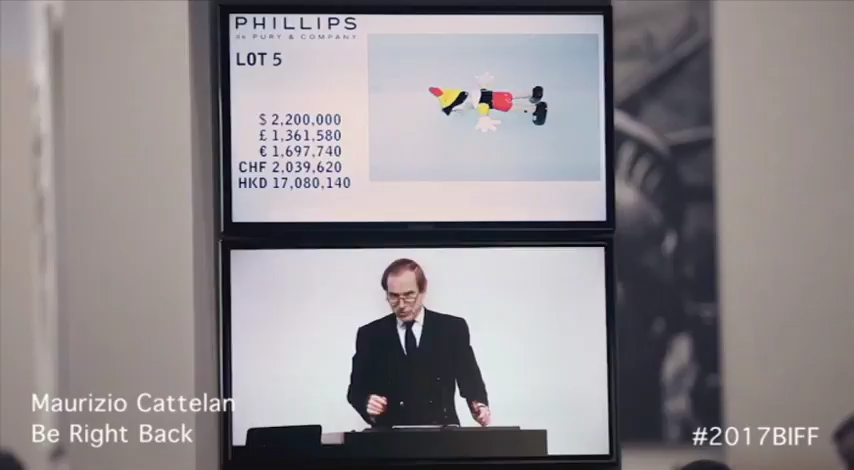 PHILLIPS
de PURY & COMPANY
LOT 5
$ 2,200,000
£ 1,361,580
€ 1,697,740
CHF 2,039,620
HKD 17,080,140
Maurizio Cattelan
Be Right Back
#2017BIFF